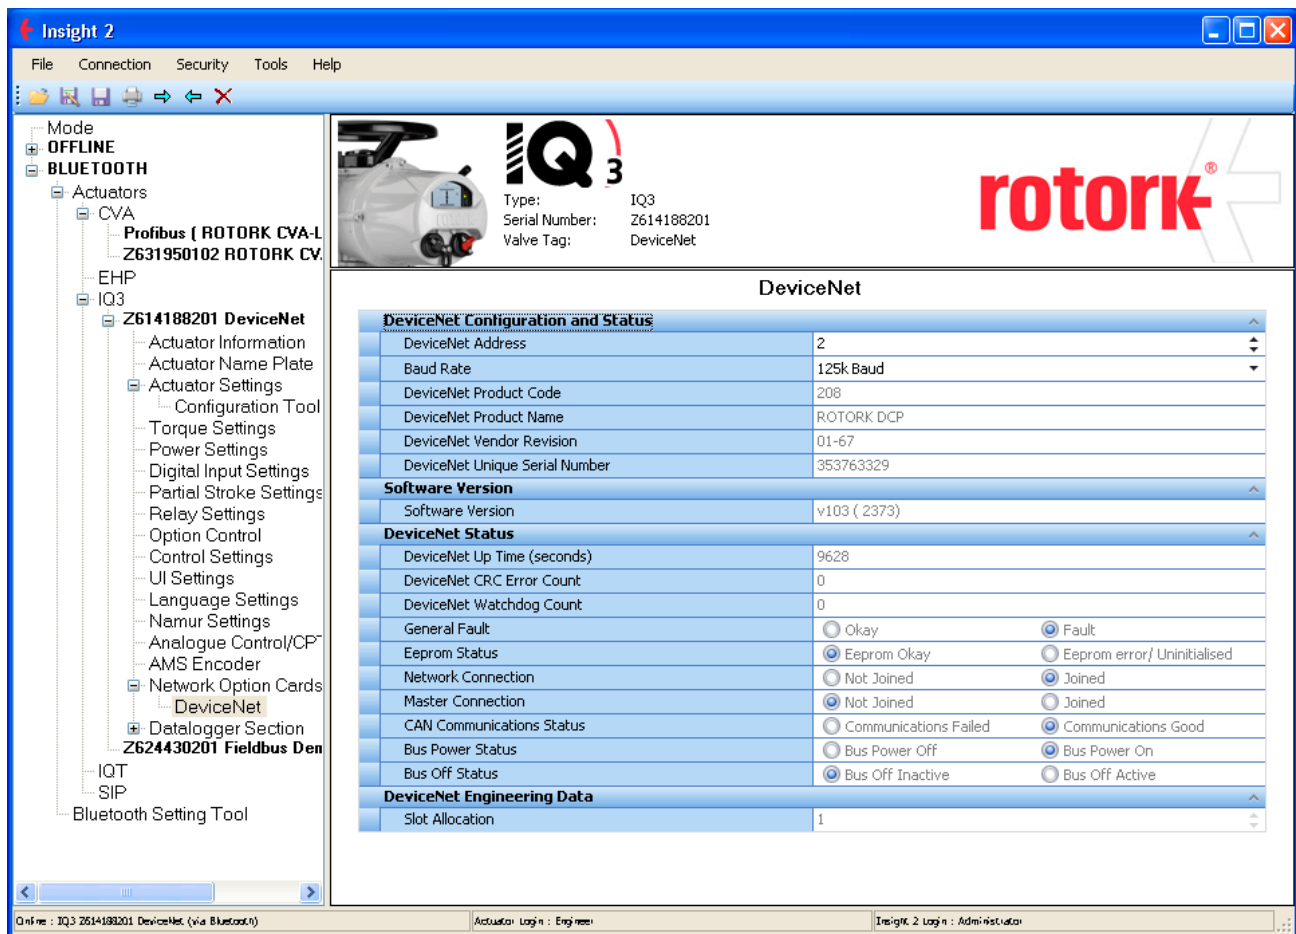 Insight 2
File Connection Security Tools Help
Mode
OFFLINE
BLUETOOTH
Actuators
CVA
Profibus ( ROTORK CVA-L
Z631950102 ROTORK CV
EHP
IQ3
Z614188201 DeviceNet
Actuator Information
Actuator Name Plate
Actuator Settings
Configuration Tool
Torque Settings
Power Settings
Digital Input Settings
Partial Stroke Settings
Relay Settings
Option Control
Control Settings
UI Settings
Language Settings
Namur Settings
Analogue Control/CPT
AMS Encoder
Network Option Cards
DeviceNet
Datalogger Section
Z624430201 Fieldbus Den
IQT
SIP
Bluetooth Setting Tool
IQ3
Type: IQ3
Serial Number: Z614188201
Valve Tag: DeviceNet
rotork®
DeviceNet
DeviceNet Configuration and Status
DeviceNet Address 2
Baud Rate 125k Baud
DeviceNet Product Code 208
DeviceNet Product Name ROTORK DCP
DeviceNet Vendor Revision 01-67
DeviceNet Unique Serial Number 353763329
Software Version
Software Version v103 ( 2373)
DeviceNet Status
DeviceNet Up Time (seconds) 9628
DeviceNet CRC Error Count 0
DeviceNet Watchdog Count 0
General Fault Okay Fault
Eeprom Status Eeprom Okay Eeprom error/ Uninitialised
Network Connection Not Joined Joined
Master Connection Not Joined Joined
CAN Communications Status Communications Failed Communications Good
Bus Power Status Bus Power Off Bus Power On
Bus Off Status Bus Off Inactive Bus Off Active
DeviceNet Engineering Data
Slot Allocation 1
Online : IQ3 Z614188201 DeviceNet (via Bluetooth) Actuator Login : Engineer Insight 2 Login : Administrator